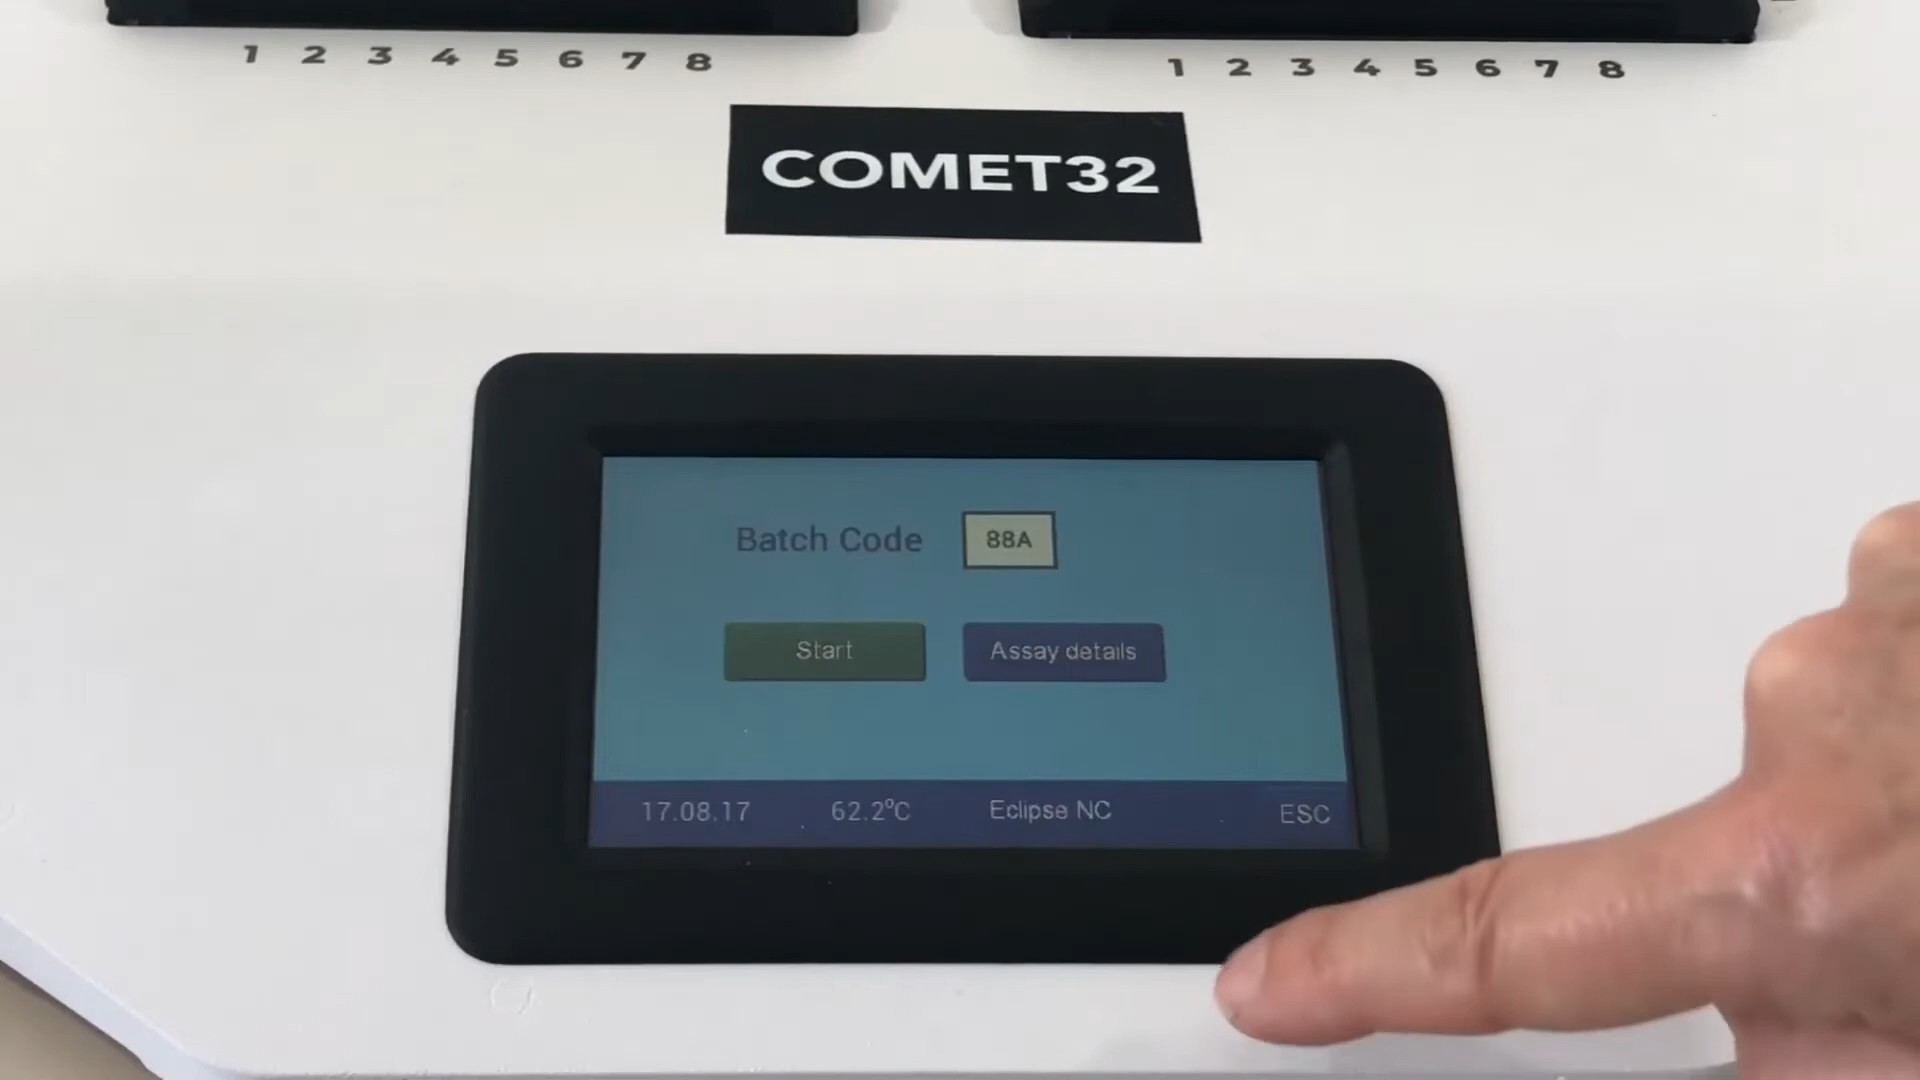 1 2 3 4 5 6 7 8
1 2 3 4 5 6 7 8
COMET32
Batch Code 88A
Start Assay details
17.08.17 62.2°C Eclipse NC ESC